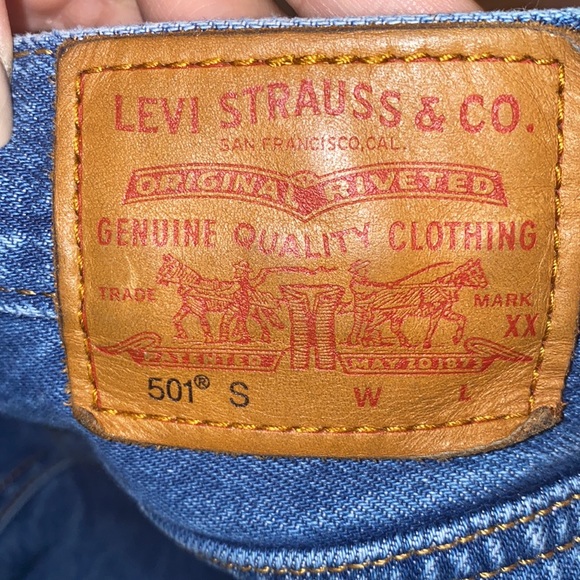 LEVI STRAUSS & CO.
SAN FRANCISCO, CAL.
ORIGINAL RIVETED
GENUINE QUALITY CLOTHING
TRADE MARK
XX
PATENTED MAY 20 1873
501® S W L